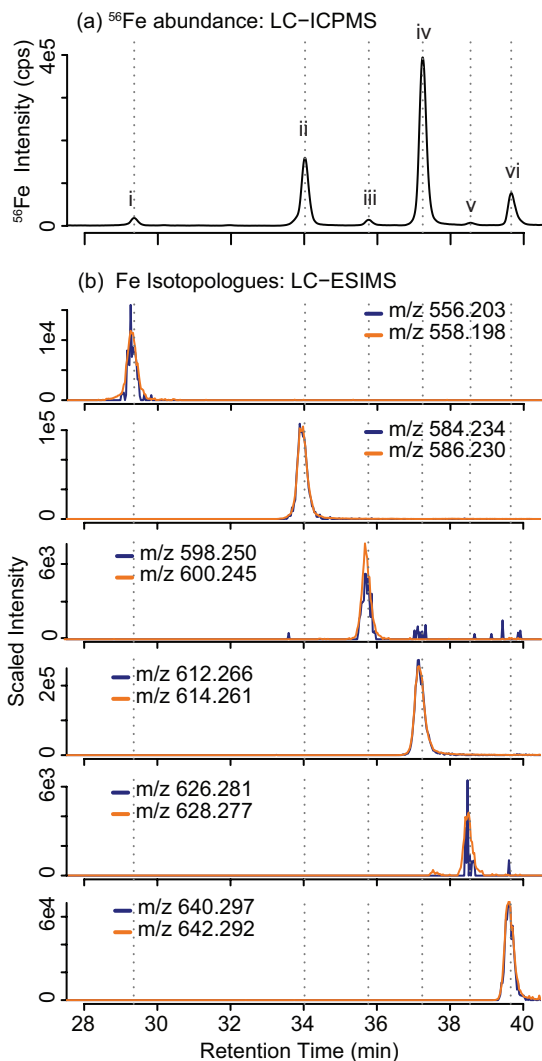 (a) ⁵⁶Fe abundance: LC−ICPMS
⁵⁶Fe Intensity (cps)
4e5
0
i
ii
iii
iv
v
vi
(b) Fe Isotopologues: LC−ESIMS
Scaled Intensity
1e4
0
m/z 556.203
m/z 558.198
1e5
0
m/z 584.234
m/z 586.230
6e3
0
m/z 598.250
m/z 600.245
2e5
0
m/z 612.266
m/z 614.261
6e3
0
m/z 626.281
m/z 628.277
6e4
0
m/z 640.297
m/z 642.292
28 30 32 34 36 38 40
Retention Time (min)